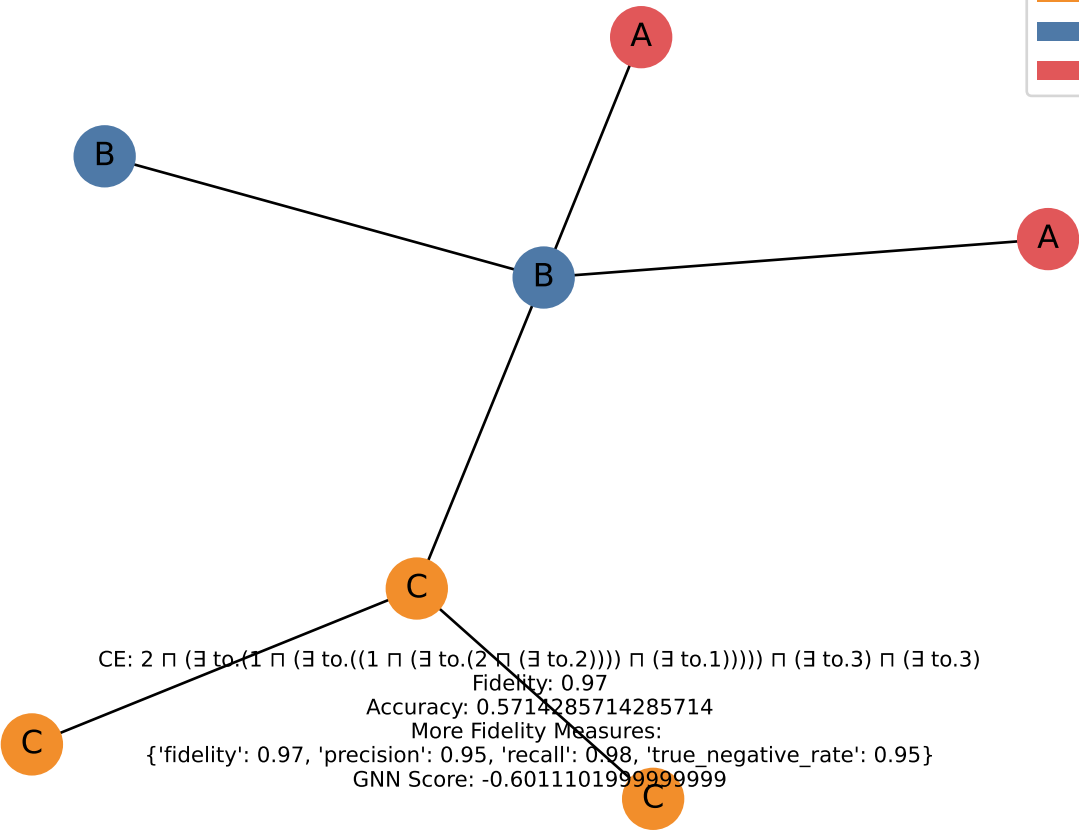 A
B
A
B
C
CE: 2 ⊓ (∃ to.(1 ⊓ (∃ to.((1 ⊓ (∃ to.(2 ⊓ (∃ to.2)))) ⊓ (∃ to.1))))) ⊓ (∃ to.3) ⊓ (∃ to.3)
Fidelity: 0.97
Accuracy: 0.5714285714285714
More Fidelity Measures:
C
{'fidelity': 0.97, 'precision': 0.95, 'recall': 0.98, 'true_negative_rate': 0.95}
GNN Score: -0.6011101999999999
C